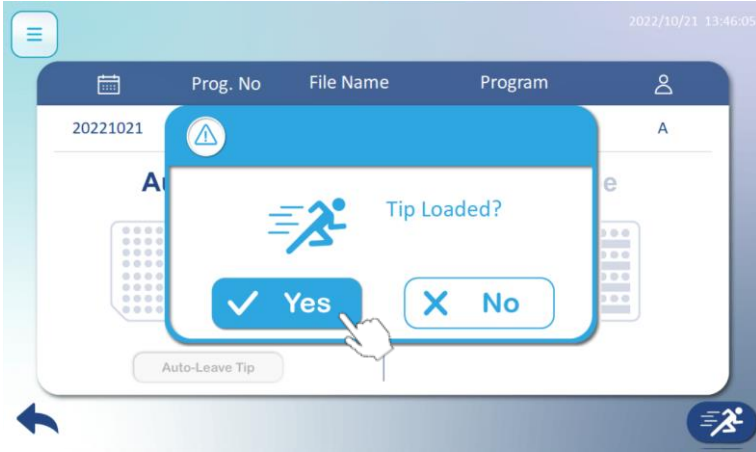 2022/10/21 13:46:05
Prog. No File Name Program
20221021 A
Tip Loaded?
Yes No
Auto-Leave Tip